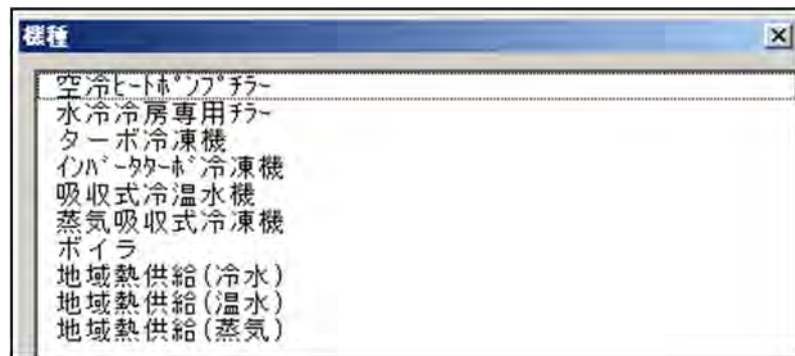 機種
空冷ﾋｰﾄﾎﾟﾝﾌﾟﾁﾗｰ
水冷冷房専用ﾁﾗｰ
ターボ冷凍機
ｲﾝﾊﾞｰﾀﾀｰﾎﾞ冷凍機
吸収式冷温水機
蒸気吸収式冷凍機
ボイラ
地域熱供給(冷水)
地域熱供給(温水)
地域熱供給(蒸気)